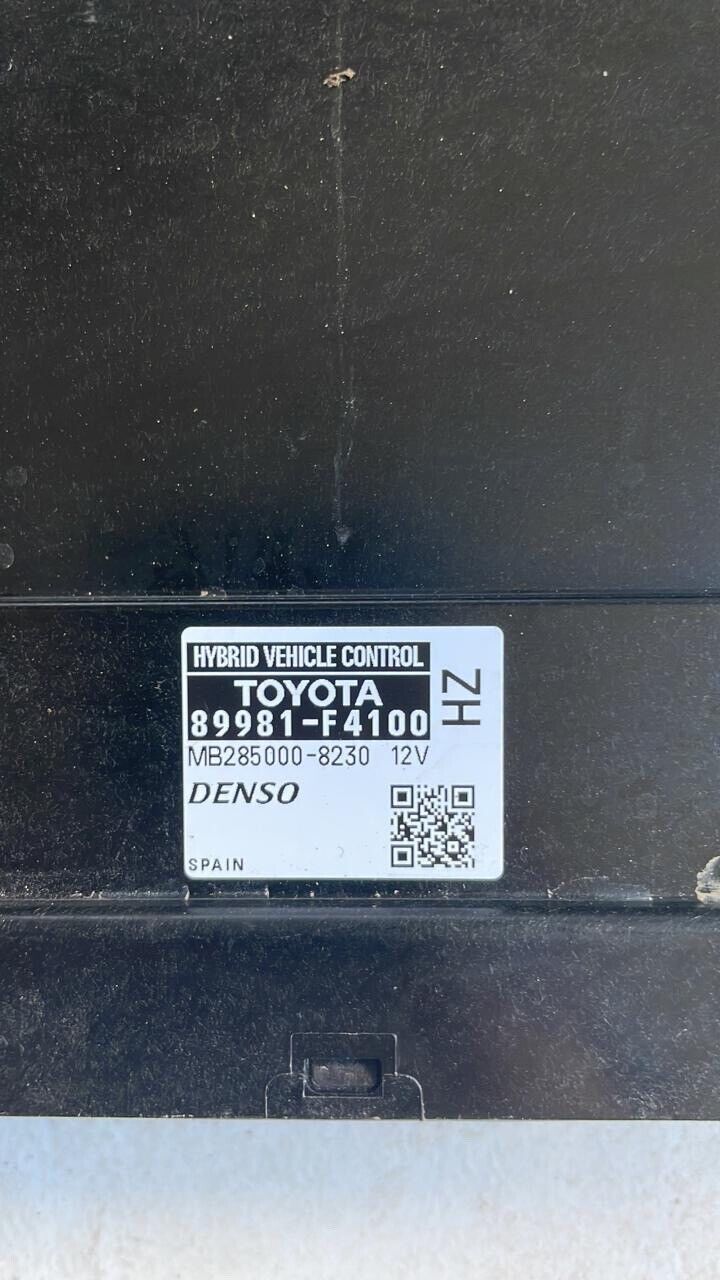 HYBRID VEHICLE CONTROL
TOYOTA
89981-F4100
HZ
MB285000-8230 12V
DENSO
SPAIN